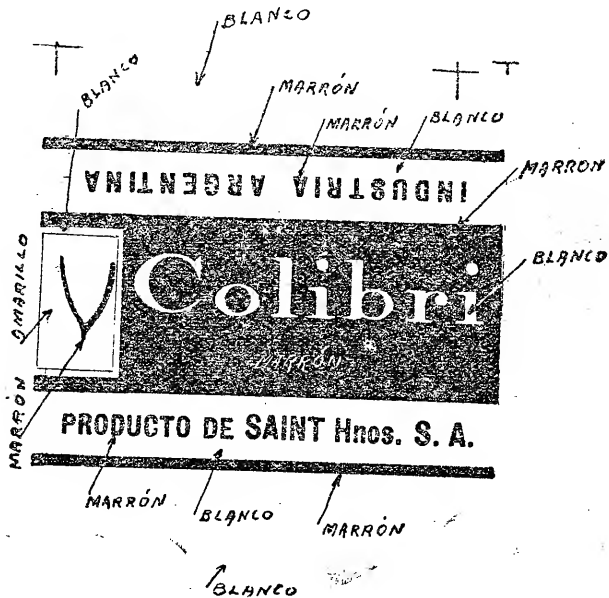 BLANCO
BLANCO
MARRÓN
MARRÓN
BLANCO
INDUSTRIA ARGENTINA
MARRON
AMARILLO
Colibri
BLANCO
MARRÓN
MARRÓN
PRODUCTO DE SAINT Hnos. S. A.
MARRÓN
BLANCO
MARRÓN
BLANCO